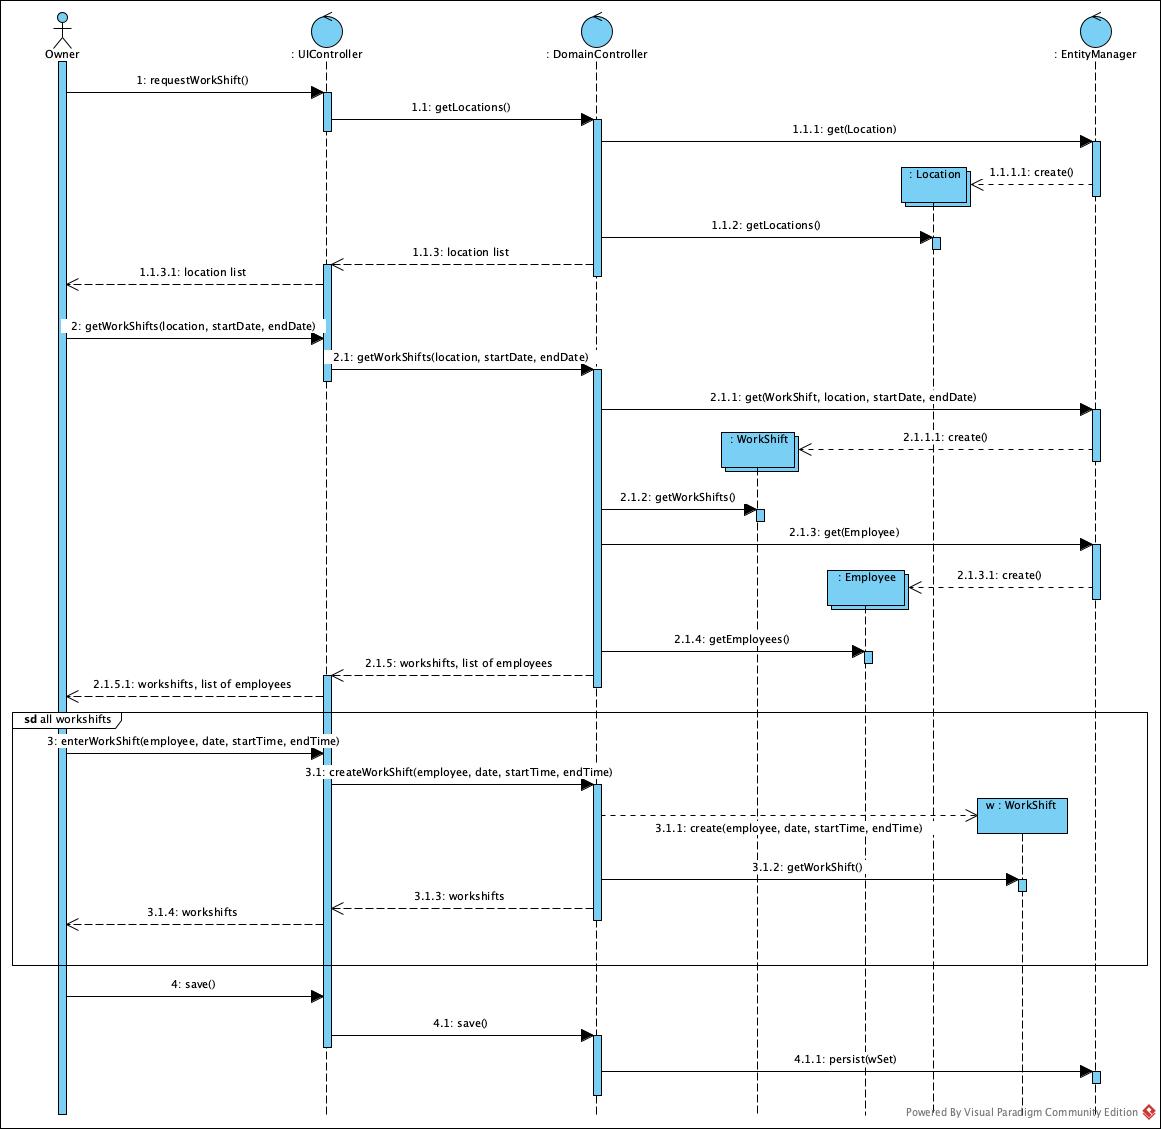 Owner
: UIController
: DomainController
: EntityManager
1: requestWorkShift()
1.1: getLocations()
1.1.1: get(Location)
: Location
1.1.1.1: create()
1.1.2: getLocations()
1.1.3: location list
1.1.3.1: location list
2: getWorkShifts(location, startDate, endDate)
2.1: getWorkShifts(location, startDate, endDate)
2.1.1: get(WorkShift, location, startDate, endDate)
: WorkShift
2.1.1.1: create()
2.1.2: getWorkShifts()
2.1.3: get(Employee)
: Employee
2.1.3.1: create()
2.1.4: getEmployees()
2.1.5: workshifts, list of employees
2.1.5.1: workshifts, list of employees
sd all workshifts
3: enterWorkShift(employee, date, startTime, endTime)
3.1: createWorkShift(employee, date, startTime, endTime)
w : WorkShift
3.1.1: create(employee, date, startTime, endTime)
3.1.2: getWorkShift()
3.1.3: workshifts
3.1.4: workshifts
4: save()
4.1: save()
4.1.1: persist(wSet)
Powered By Visual Paradigm Community Edition